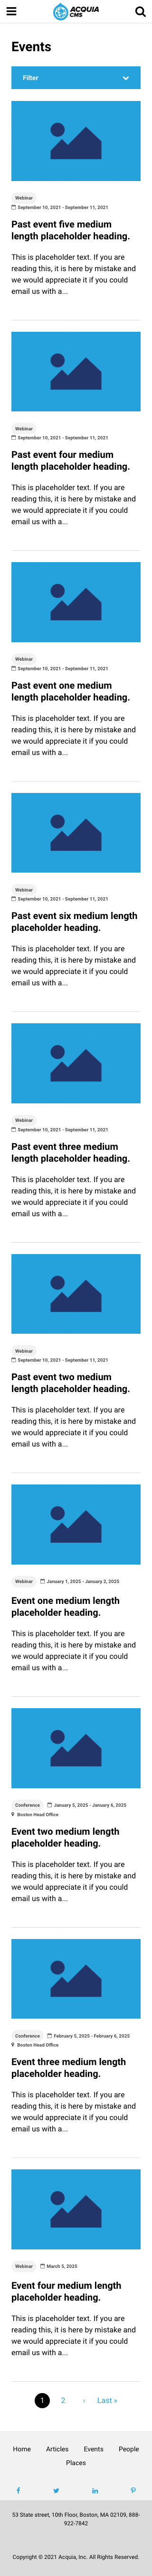 ACQUIA
CMS
Events
Filter
Webinar
September 10, 2021 - September 11, 2021
Past event five medium
length placeholder heading.
This is placeholder text. If you are
reading this, it is here by mistake and
we would appreciate it if you could
email us with a...
Webinar
September 10, 2021 - September 11, 2021
Past event four medium
length placeholder heading.
This is placeholder text. If you are
reading this, it is here by mistake and
we would appreciate it if you could
email us with a...
Webinar
September 10, 2021 - September 11, 2021
Past event one medium
length placeholder heading.
This is placeholder text. If you are
reading this, it is here by mistake and
we would appreciate it if you could
email us with a...
Webinar
September 10, 2021 - September 11, 2021
Past event six medium length
placeholder heading.
This is placeholder text. If you are
reading this, it is here by mistake and
we would appreciate it if you could
email us with a...
Webinar
September 10, 2021 - September 11, 2021
Past event three medium
length placeholder heading.
This is placeholder text. If you are
reading this, it is here by mistake and
we would appreciate it if you could
email us with a...
Webinar
September 10, 2021 - September 11, 2021
Past event two medium
length placeholder heading.
This is placeholder text. If you are
reading this, it is here by mistake and
we would appreciate it if you could
email us with a...
Webinar January 1, 2025 - January 2, 2025
Event one medium length
placeholder heading.
This is placeholder text. If you are
reading this, it is here by mistake and
we would appreciate it if you could
email us with a...
Conference January 5, 2025 - January 6, 2025
Boston Head Office
Event two medium length
placeholder heading.
This is placeholder text. If you are
reading this, it is here by mistake and
we would appreciate it if you could
email us with a...
Conference February 5, 2025 - February 6, 2025
Boston Head Office
Event three medium length
placeholder heading.
This is placeholder text. If you are
reading this, it is here by mistake and
we would appreciate it if you could
email us with a...
Webinar March 5, 2025
Event four medium length
placeholder heading.
This is placeholder text. If you are
reading this, it is here by mistake and
we would appreciate it if you could
email us with a...
1 2 › Last »
Home Articles Events People
Places
53 State street, 10th Floor, Boston, MA 02109, 888-
922-7842
Copyright © 2021 Acquia, Inc. All Rights Reserved.